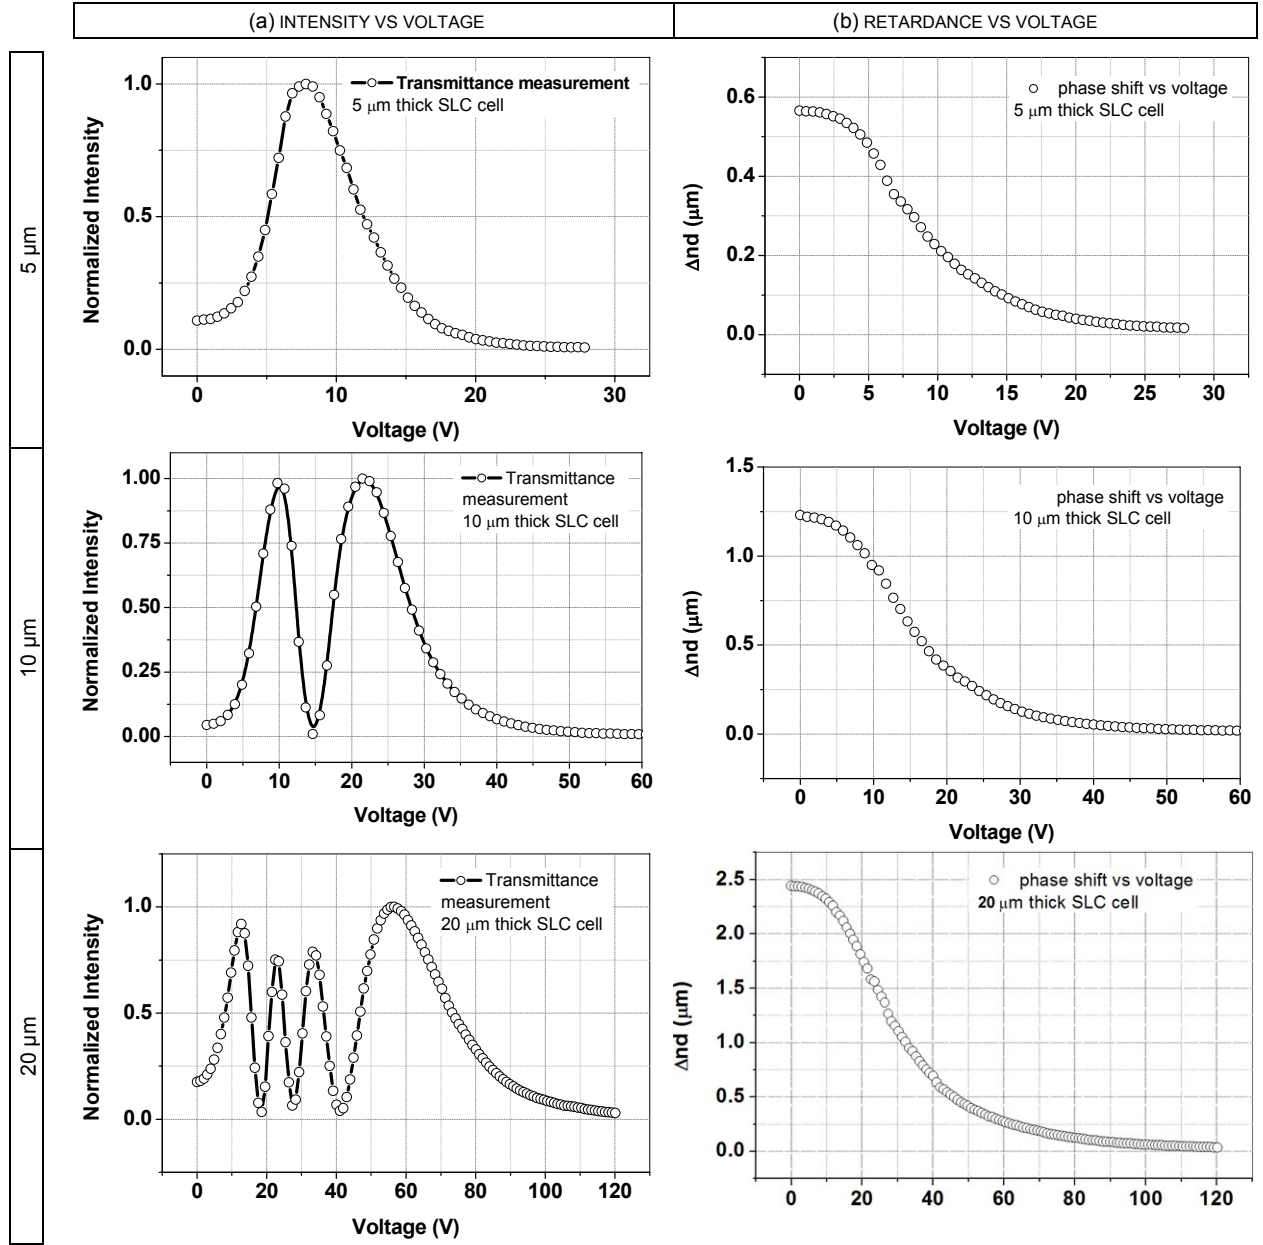 (a) INTENSITY VS VOLTAGE
(b) RETARDANCE VS VOLTAGE
5 µm
Normalized Intensity
1.0
0.5
0.0
Transmittance measurement
5 μm thick SLC cell
0 10 20 30
Voltage (V)
Δnd (μm)
0.6
0.4
0.2
0.0
phase shift vs voltage
5 μm thick SLC cell
0 5 10 15 20 25 30
Voltage (V)
10 µm
Normalized Intensity
1.00
0.75
0.50
0.25
0.00
Transmittance
measurement
10 μm thick SLC cell
0 10 20 30 40 50 60
Voltage (V)
Δnd (μm)
1.5
1.0
0.5
0.0
phase shift vs voltage
10 μm thick SLC cell
0 10 20 30 40 50 60
Voltage (V)
20 µm
Normalized Intensity
1.0
0.5
0.0
Transmittance
measurement
20 μm thick SLC cell
0 20 40 60 80 100 120
Voltage (V)
Δnd (μm)
2.5
2.0
1.5
1.0
0.5
0.0
phase shift vs voltage
20 μm thick SLC cell
0 20 40 60 80 100 120